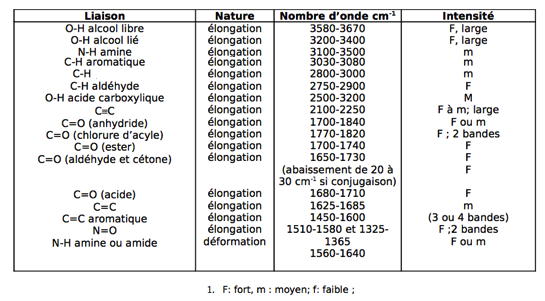 Liaison Nature Nombre d'onde cm-1 Intensité
O-H alcool libre élongation 3580-3670 F, large
O-H alcool lié élongation 3200-3400 F, large
N-H amine élongation 3100-3500 m
C-H aromatique élongation 3030-3080 m
C-H élongation 2800-3000 m
C-H aldéhyde élongation 2750-2900 F
O-H acide carboxylique élongation 2500-3200 M
C=C élongation 2100-2250 F à m; large
C=O (anhydride) élongation 1700-1840 F ou m
C=O (chlorure d'acyle) élongation 1770-1820 F ; 2 bandes
C=O (ester) élongation 1700-1740 F
C=O (aldéhyde et cétone) élongation 1650-1730 F
(abaissement de 20 à F
30 cm-1 si conjugaison)
C=O (acide) élongation 1680-1710 F
C=C élongation 1625-1685 m
C=C aromatique élongation 1450-1600 (3 ou 4 bandes)
N=O élongation 1510-1580 et 1325- F ;2 bandes
N-H amine ou amide déformation 1365 F ou m
1560-1640
1. F: fort, m : moyen; f: faible ;